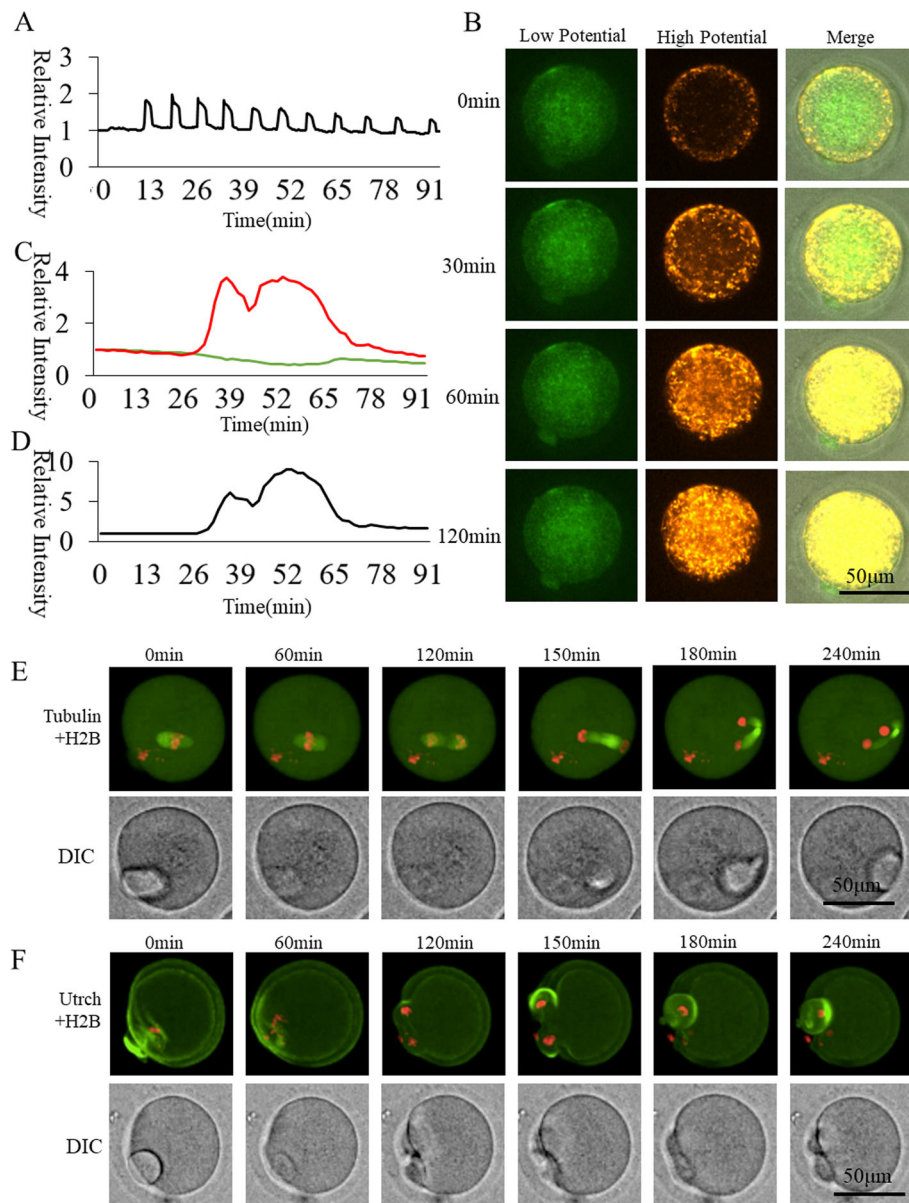 A
Relative Intensity
3
2
1
0
0 13 26 39 52 65 78 91
Time(min)
B
Low Potential High Potential Merge
0min
30min
60min
120min
50μm
C
Relative Intensity
4
2
0
0 13 26 39 52 65 78 91
Time(min)
D
Relative Intensity
10
5
0
0 13 26 39 52 65 78 91
Time(min)
E
0min 60min 120min 150min 180min 240min
Tubulin
+H2B
DIC
50μm
F
0min 60min 120min 150min 180min 240min
Utrch
+H2B
DIC
50μm